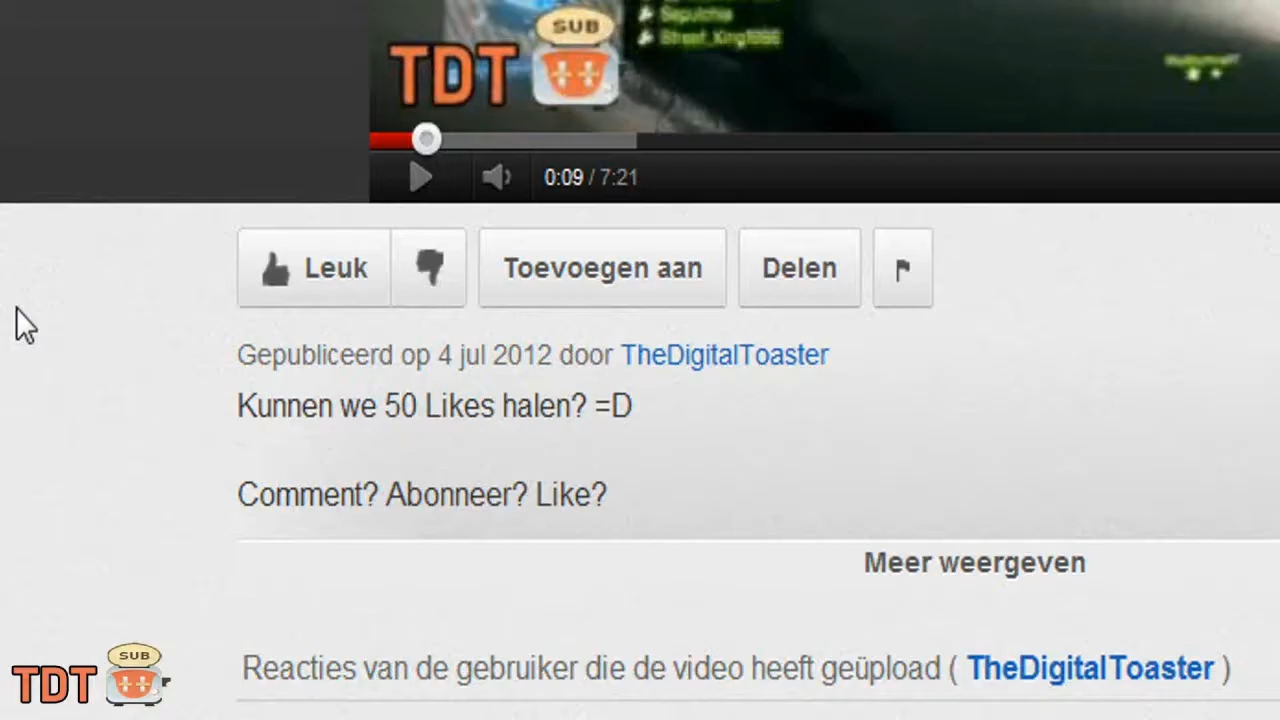 SUB
TDT
Street_King1996
0:09 / 7:21
Leuk
Toevoegen aan
Delen
Gepubliceerd op 4 jul 2012 door TheDigitalToaster
Kunnen we 50 Likes halen? =D
Comment? Abonneer? Like?
Meer weergeven
SUB
TDT
Reacties van de gebruiker die de video heeft geüpload ( TheDigitalToaster )